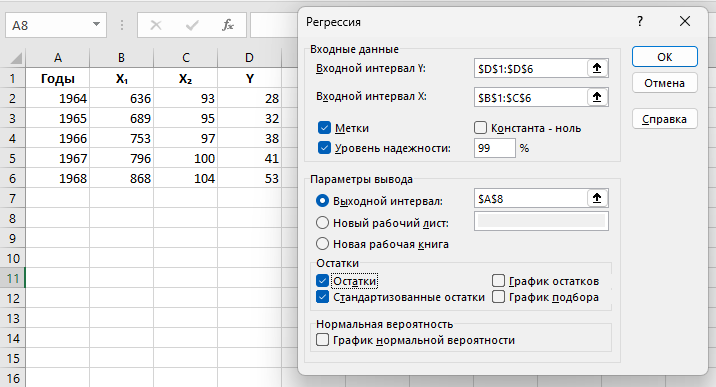 A8
fx
A B C D
1 Годы X₁ X₂ Y
2 1964 636 93 28
3 1965 689 95 32
4 1966 753 97 38
5 1967 796 100 41
6 1968 868 104 53
7
8
9
10
11
12
13
14
15
16
Регрессия
Входные данные
Входной интервал Y: $D$1:$D$6
Входной интервал X: $B$1:$C$6
Метки Константа - ноль
Уровень надежности: 99 %
ОК
Отмена
Справка
Параметры вывода
Выходной интервал: $A$8
Новый рабочий лист:
Новая рабочая книга
Остатки
Остатки График остатков
Стандартизованные остатки График подбора
Нормальная вероятность
График нормальной вероятности